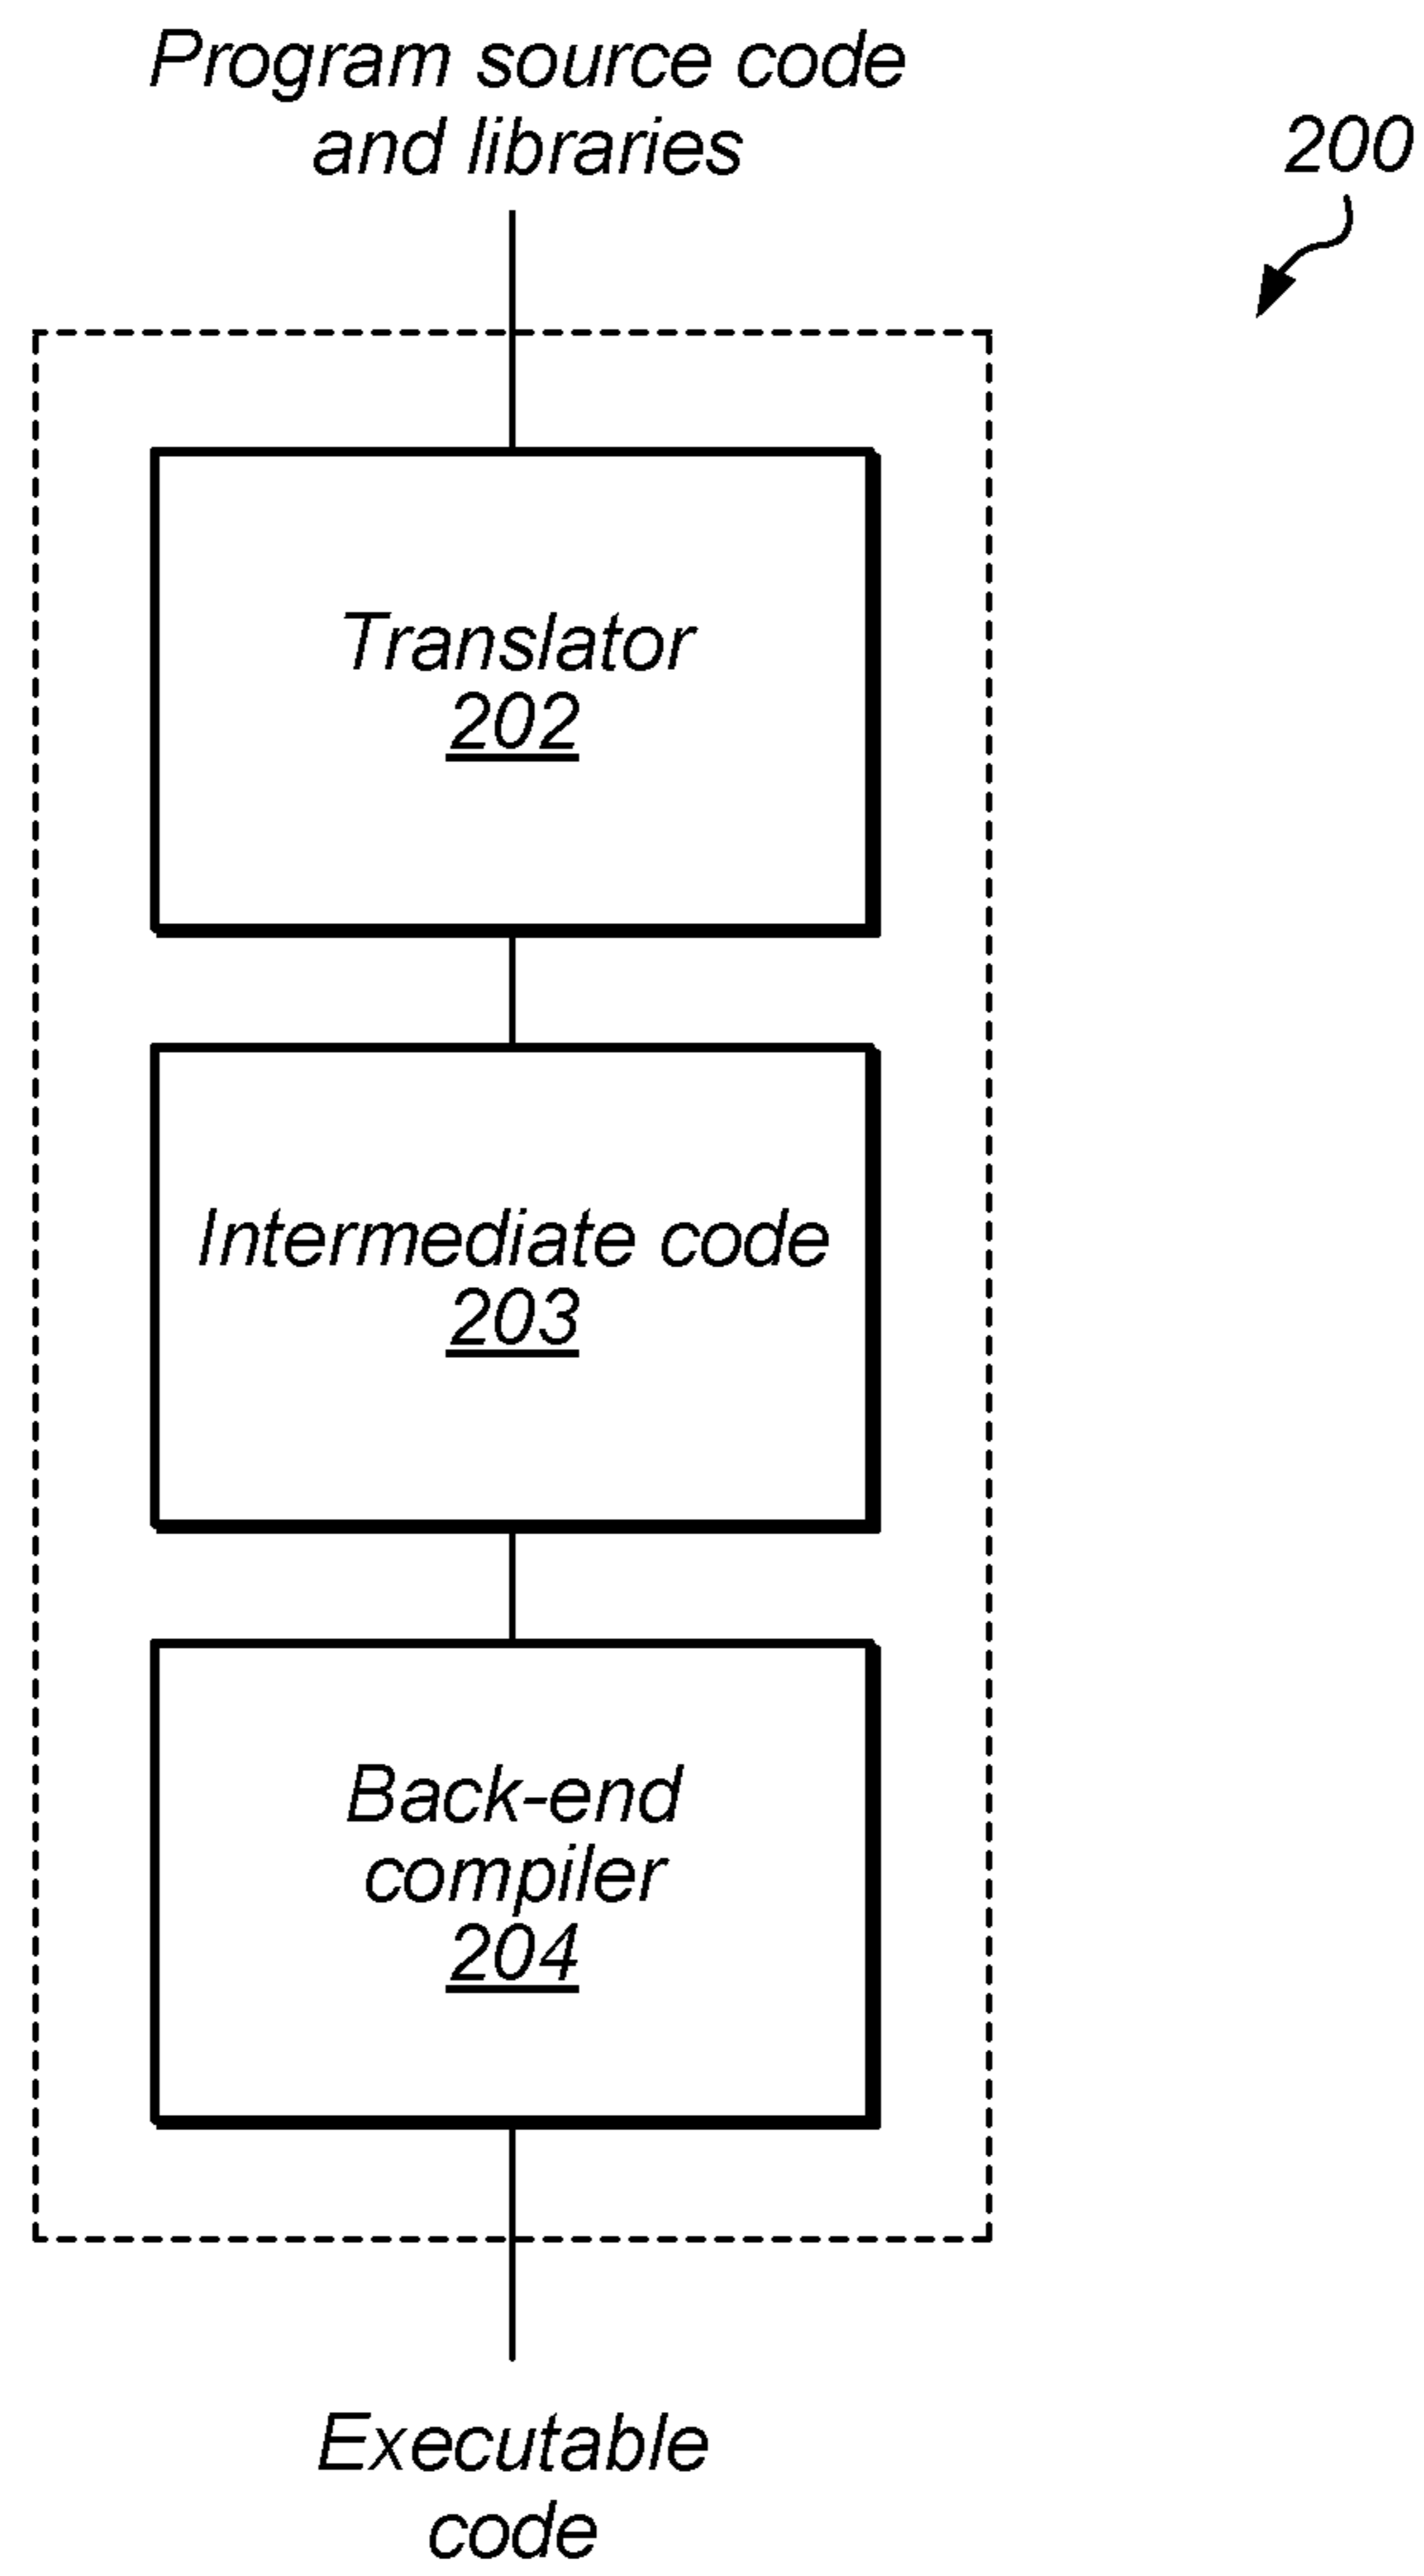 Program source code
and libraries
200
Translator
202
Intermediate code
203
Back-end
compiler
204
Executable
code